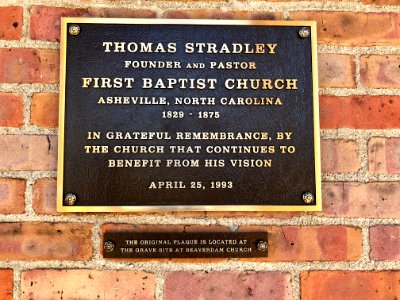 THOMAS STRADLEY
FOUNDER AND PASTOR
FIRST BAPTIST CHURCH
ASHEVILLE, NORTH CAROLINA
1829 - 1875
IN GRATEFUL REMEMBRANCE, BY
THE CHURCH THAT CONTINUES TO
BENEFIT FROM HIS VISION
APRIL 25, 1993
THE ORIGINAL PLAQUE IS LOCATED AT
THE GRAVE SITE AT BEAVERDAM CHURCH